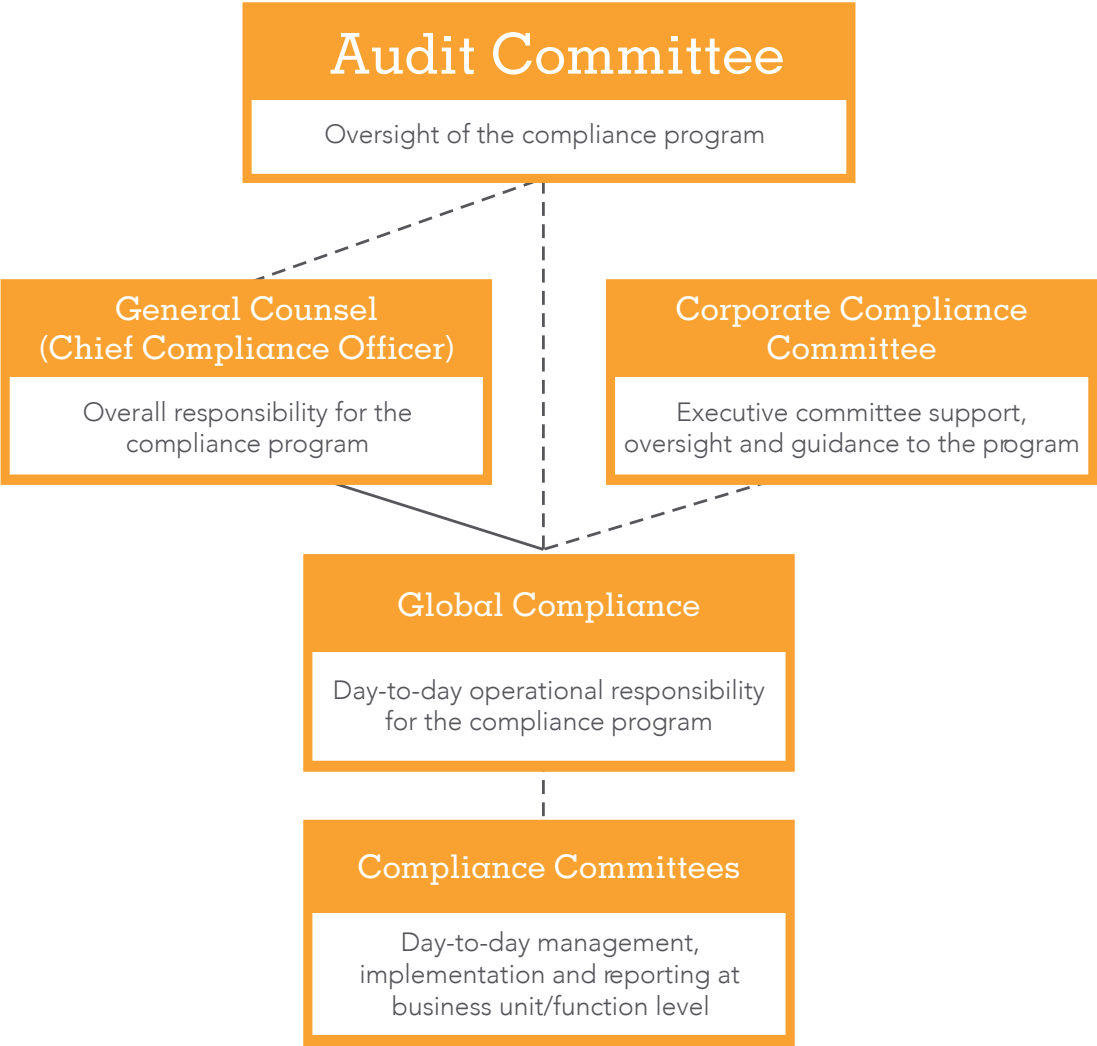 Audit Committee
Oversight of the compliance program
General Counsel
(Chief Compliance Officer)
Overall responsibility for the
compliance program
Corporate Compliance
Committee
Executive committee support,
oversight and guidance to the program
Global Compliance
Day-to-day operational responsibility
for the compliance program
Compliance Committees
Day-to-day management,
implementation and reporting at
business unit/function level